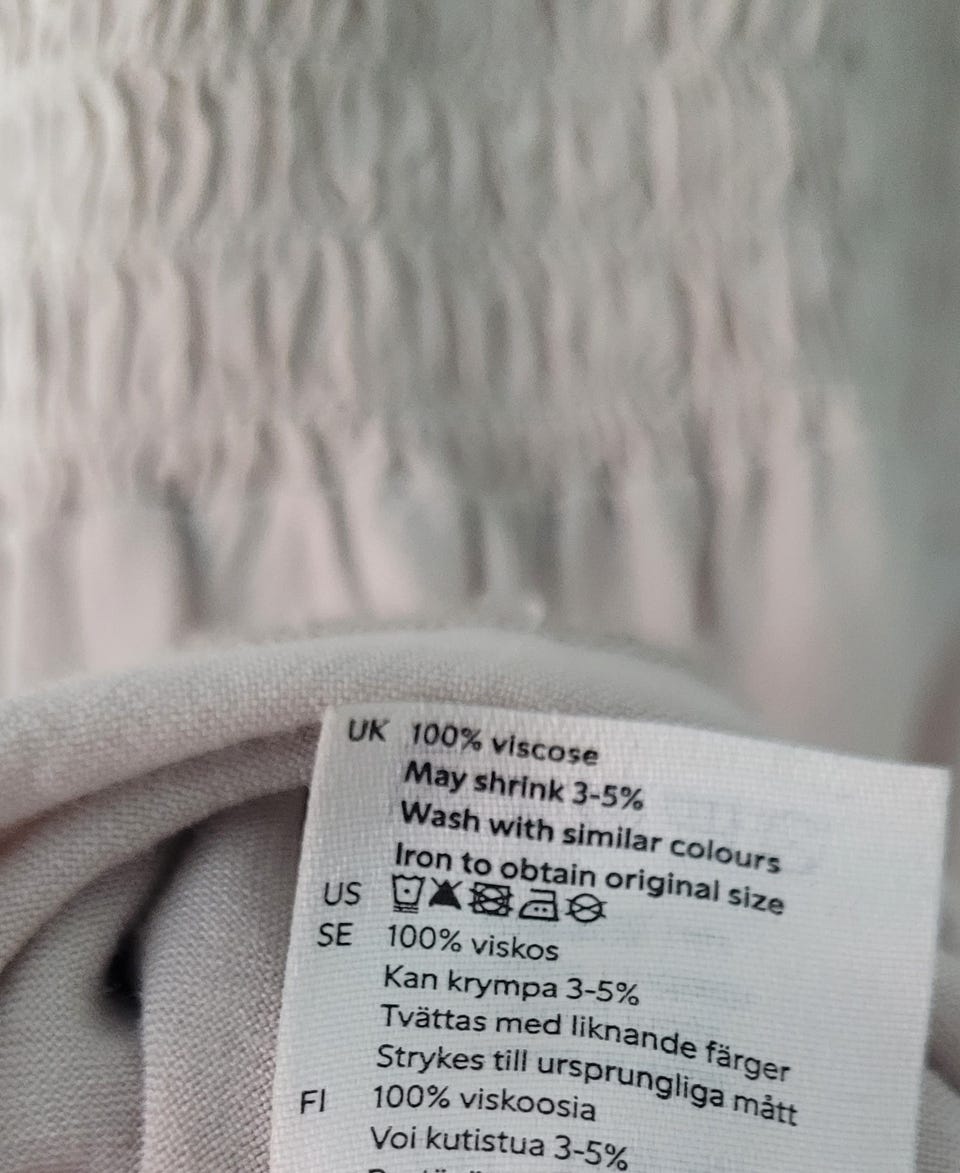 UK 100% viscose
May shrink 3-5%
Wash with similar colours
Iron to obtain original size
US
SE 100% viskos
Kan krympa 3-5%
Tvättas med liknande färger
Strykes till ursprungliga mått
FI 100% viskoosia
Voi kutistua 3-5%